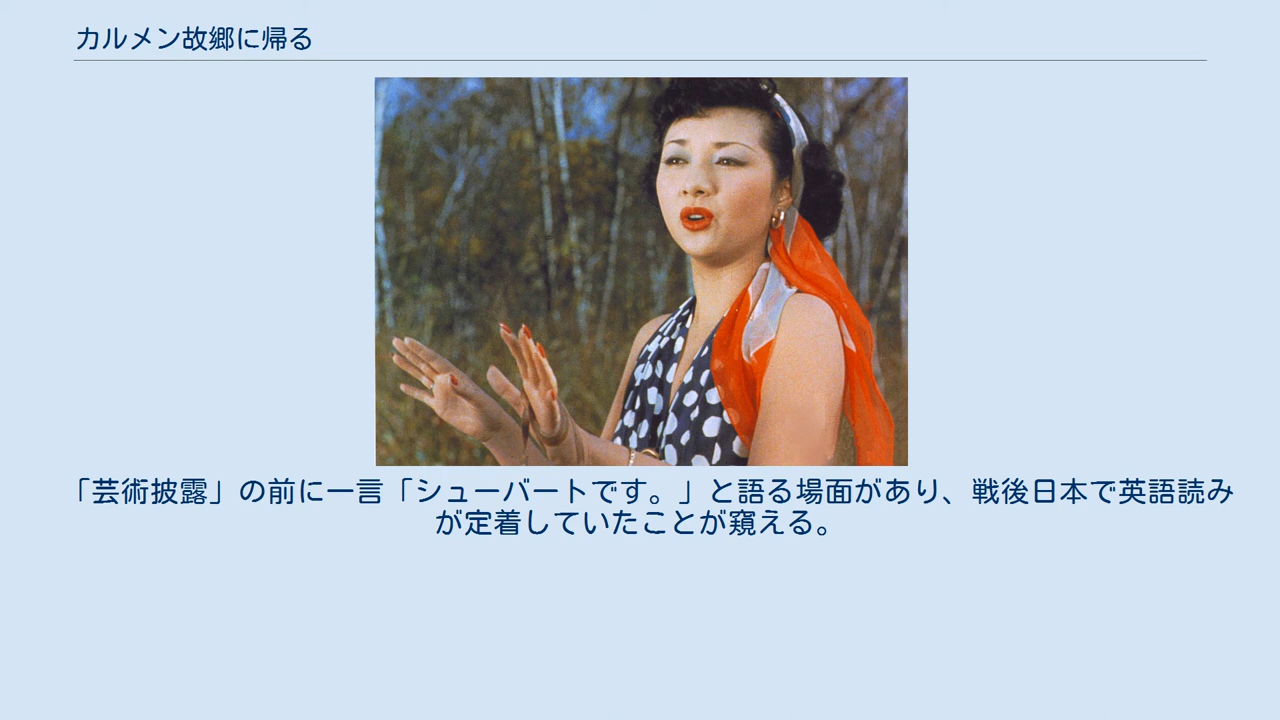 カルメン故郷に帰る
「芸術披露」の前に一言「シューバートです。」と語る場面があり、戦後日本で英語読み
が定着していたことが窺える。